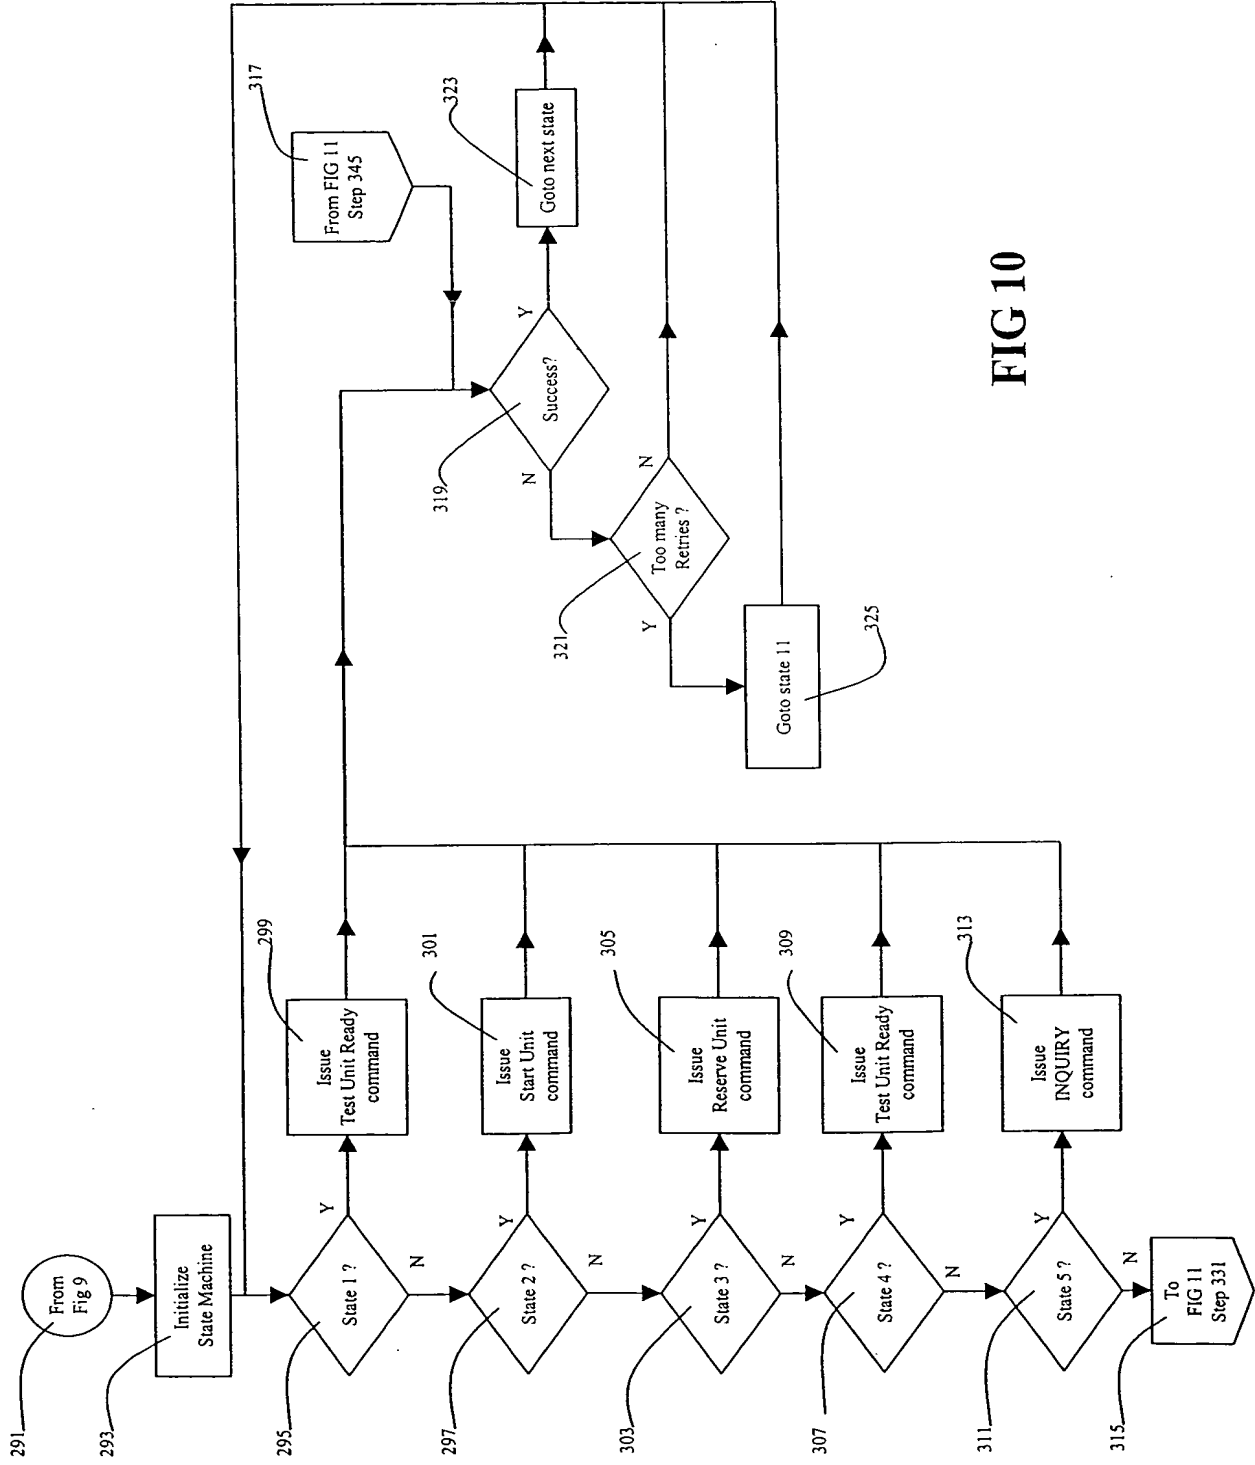 291
From
Fig 9
293
Initialize
State Machine
295
State 1 ?
Y
N
299
Issue
Test Unit Ready
command
297
State 2 ?
Y
N
301
Issue
Start Unit
command
303
State 3 ?
Y
N
305
Issue
Reserve Unit
command
307
State 4 ?
Y
N
309
Issue
Test Unit Ready
command
311
State 5 ?
Y
N
313
Issue
INQUIRY
command
315
To
FIG 11
Step 331
317
From FIG 11
Step 345
319
Success?
Y
N
323
Goto next state
321
Too many
Retries ?
N
Y
325
Goto state 11
FIG 10